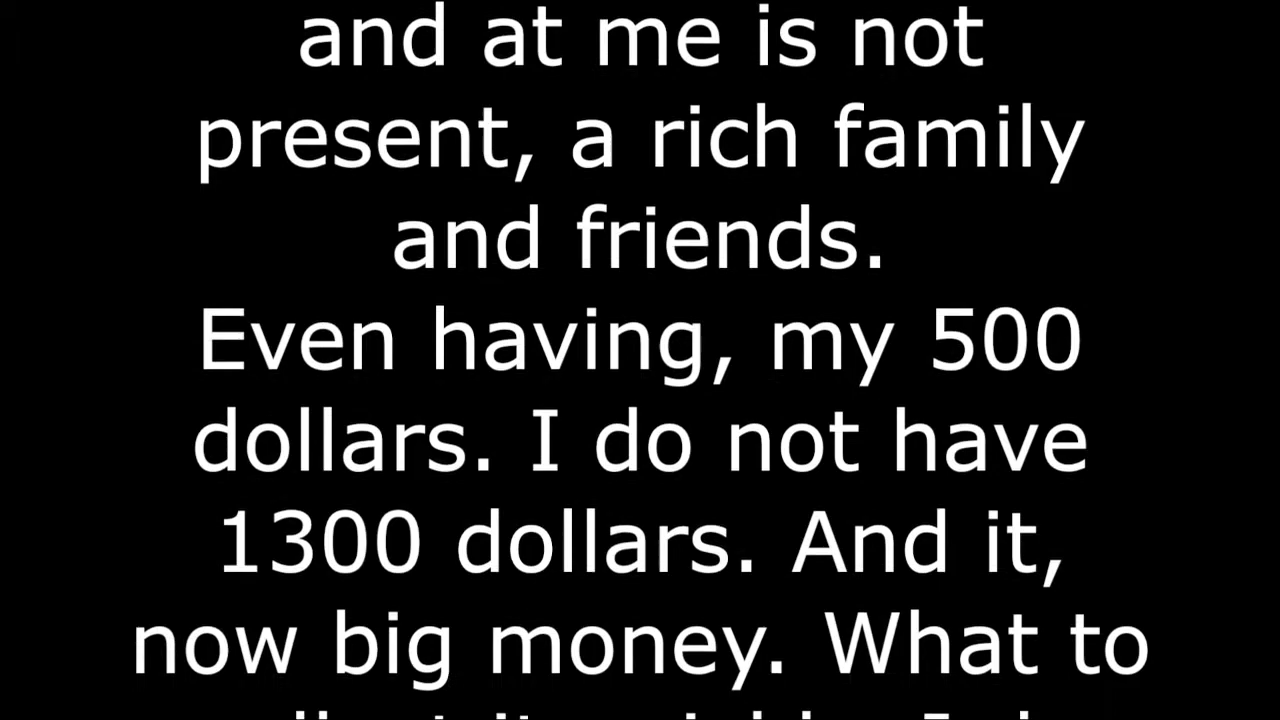 and at me is not
present, a rich family
and friends.
Even having, my 500
dollars. I do not have
1300 dollars. And it,
now big money. What to